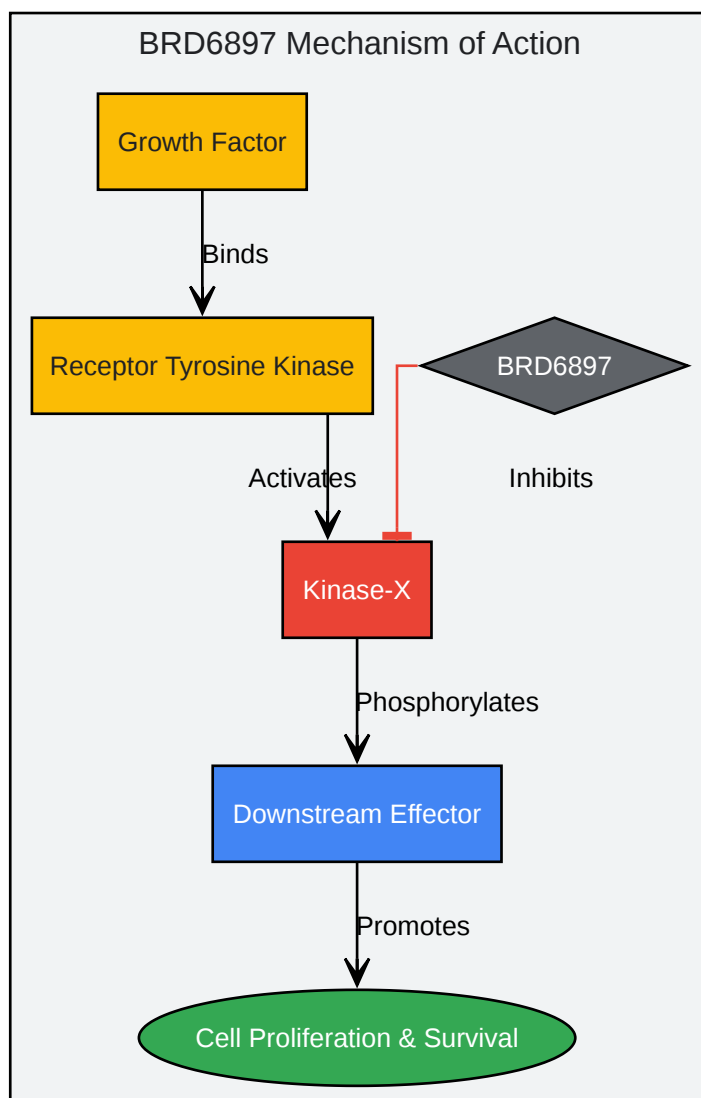 BRD6897 Mechanism of Action
Growth Factor
Binds
Receptor Tyrosine Kinase
BRD6897
Activates
Inhibits
Kinase-X
Phosphorylates
Downstream Effector
Promotes
Cell Proliferation & Survival